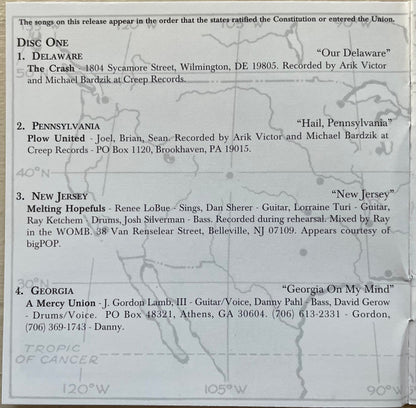 The songs on this release appear in the order that the states ratified the Constitution or entered the Union.
120°W
105°W
90°W
DISC ONE
1. DELAWARE "Our Delaware"
The Crash - 1804 Sycamore Street, Wilmington, DE 19805. Recorded by Arik Victor
and Michael Bardzik at Creep Records.
2. PENNSYLVANIA "Hail, Pennsylvania"
Plow United - Joel, Brian, Sean. Recorded by Arik Victor and Michael Bardzik at
Creep Records - PO Box 1120, Brookhaven, PA 19015.
40°N
3. NEW JERSEY "New Jersey"
Melting Hopefuls - Renee LoBue - Sings, Dan Sherer - Guitar, Lorraine Turi - Guitar,
Ray Ketchem - Drums, Josh Silverman - Bass. Recorded during rehearsal. Mixed by Ray
in the WOMB. 38 Van Renselear Street, Belleville, NJ 07109. Appears courtesy of
bigPOP.
30°N
4. GEORGIA "Georgia On My Mind"
A Mercy Union - J. Gordon Lamb, III - Guitar/Voice, Danny Pahl - Bass, David Gerow
- Drums/Voice. PO Box 48321, Athens, GA 30604. (706) 613-2331 - Gordon,
(706) 369-1743 - Danny.
TROPIC
OF CANCER
120°W
105°W
90°W